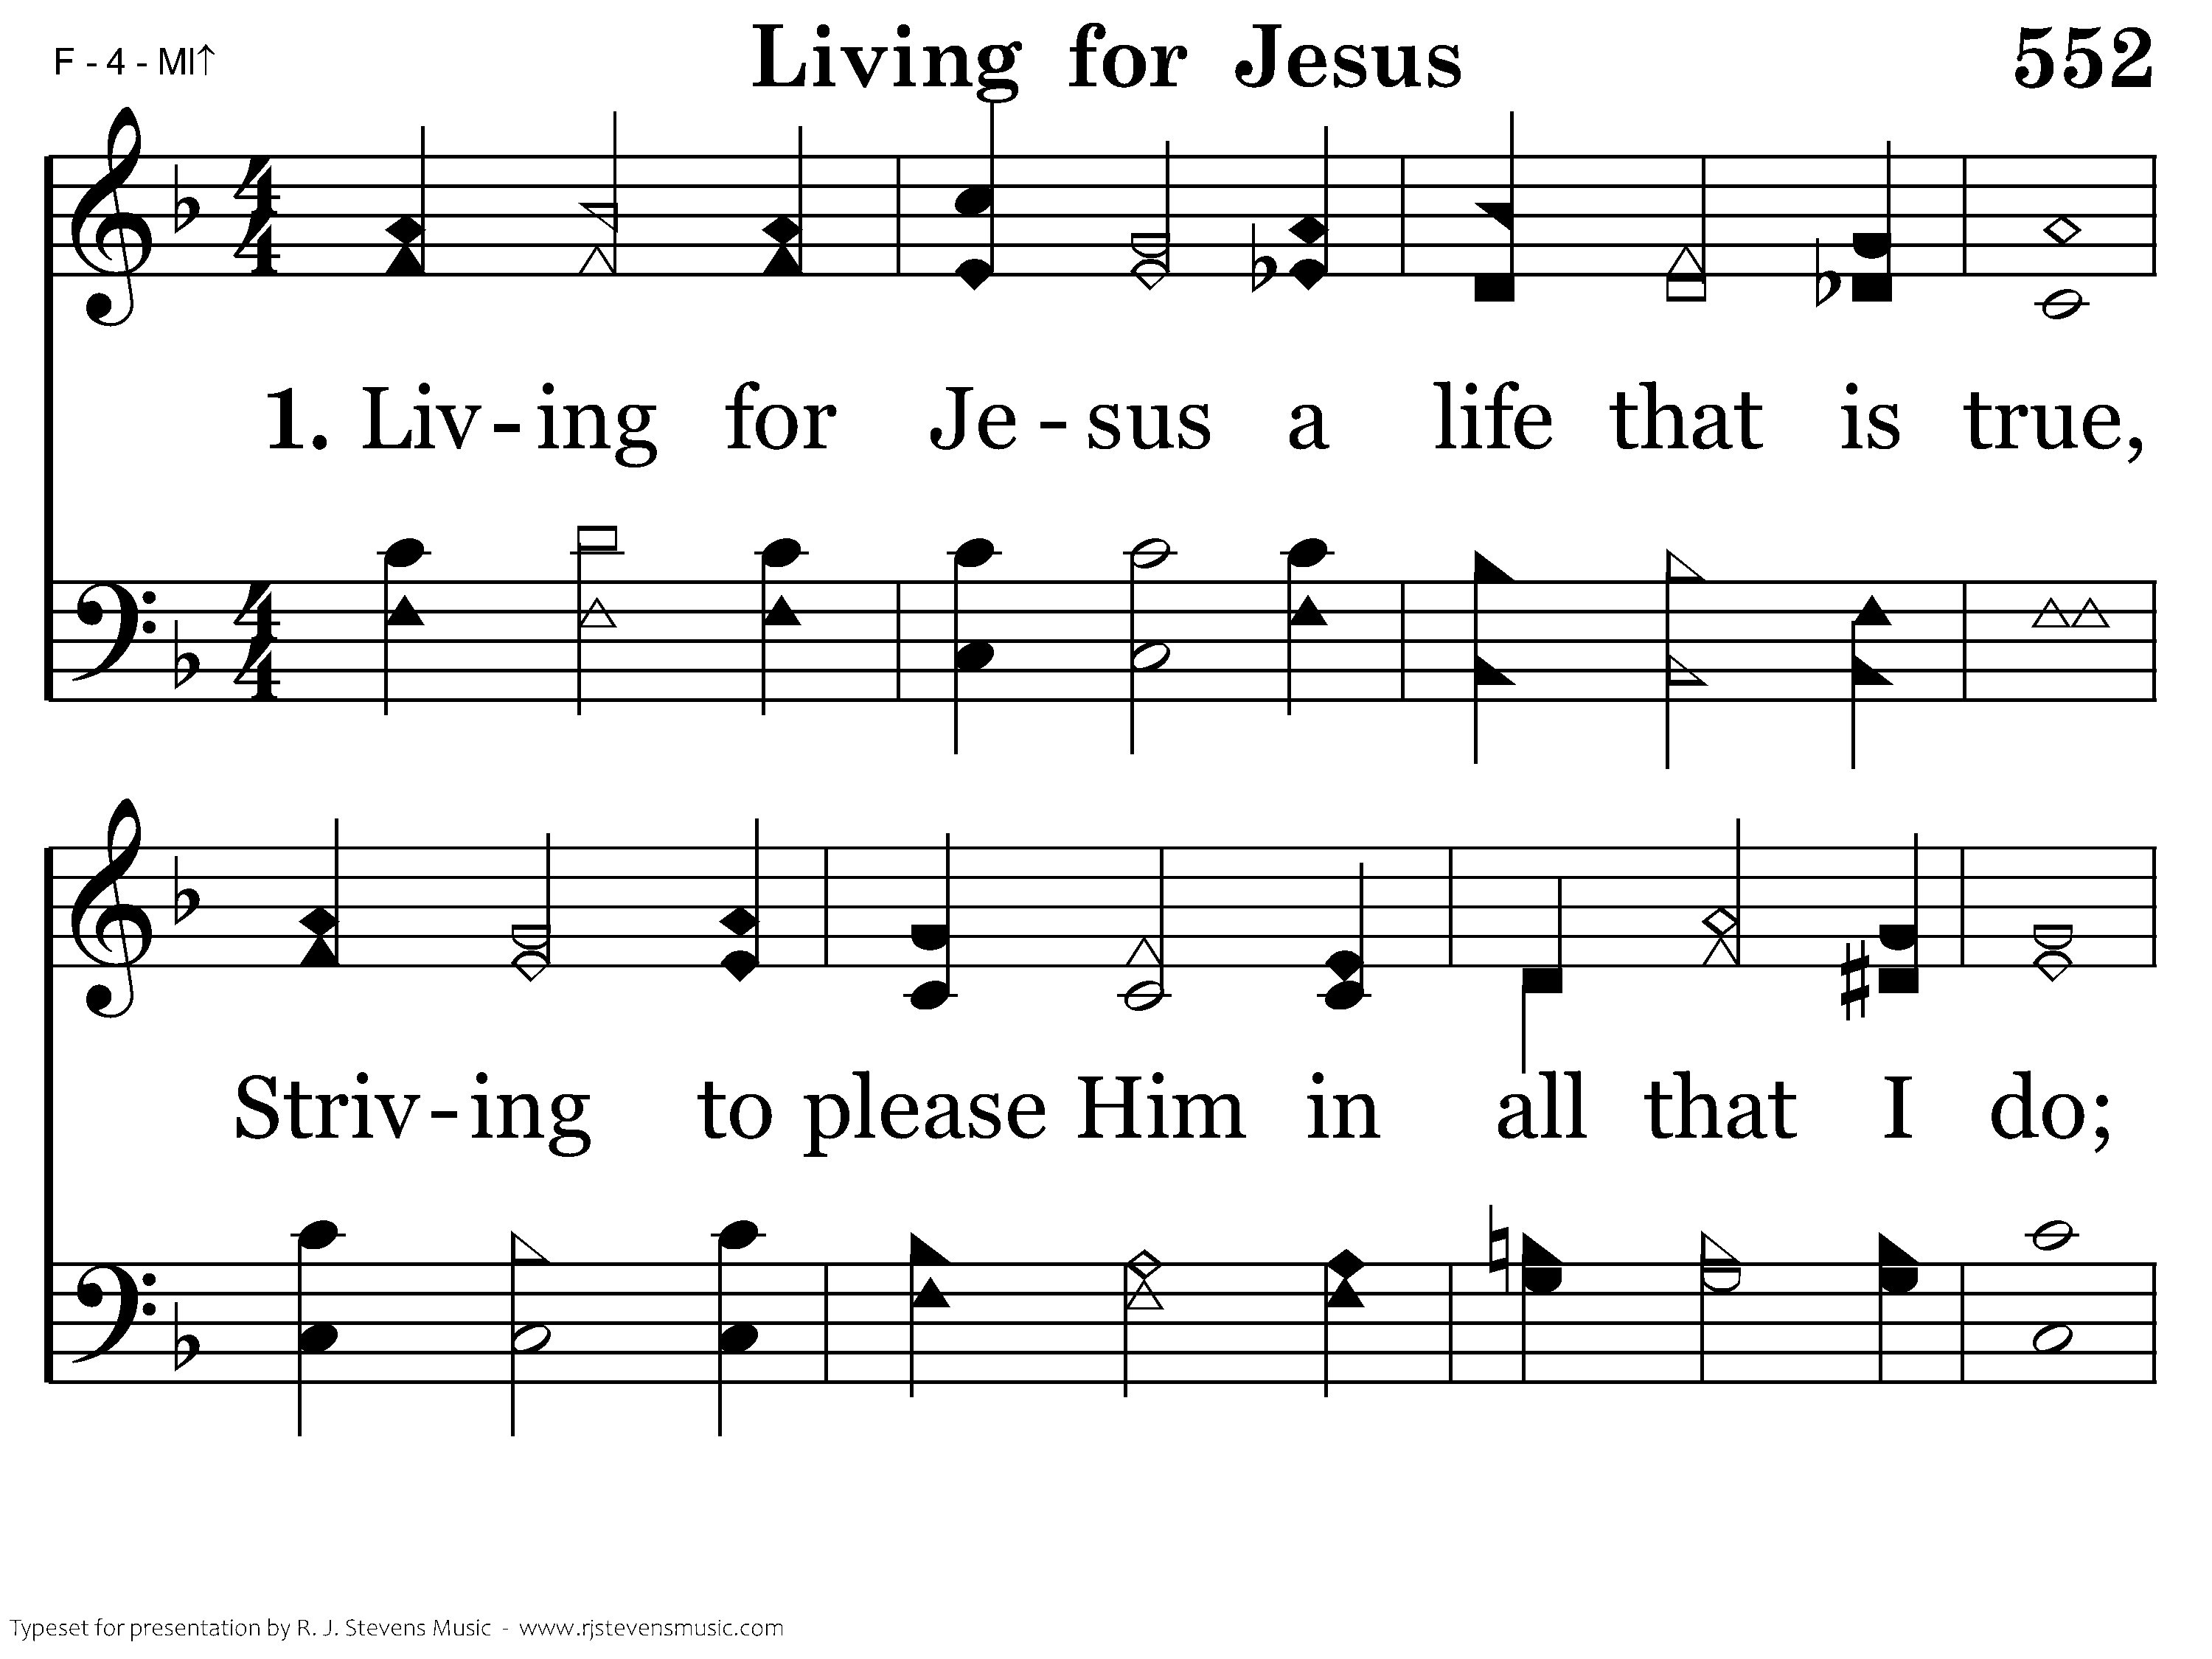 F - 4 - MI↑
Living for Jesus
552
1. Liv - ing for Je - sus a life that is true,
Striv - ing to please Him in all that I do;
Typeset for presentation by R. J. Stevens Music - www.rjstevensmusic.com